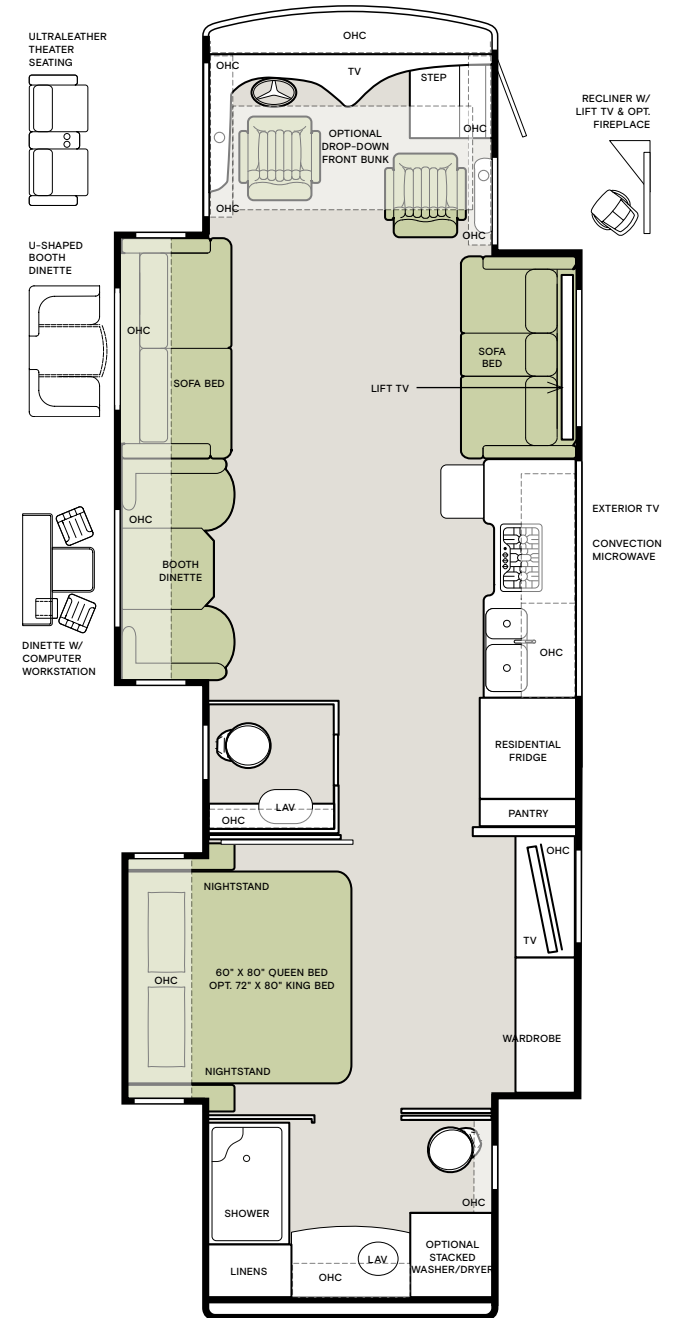 OHC
ULTRALEATHER
THEATER
SEATING
OHC
TV
STEP
RECLINER W/
LIFT TV & OPT.
FIREPLACE
OPTIONAL
DROP-DOWN
FRONT BUNK
OHC
OHC
OHC
U-SHAPED
BOOTH
DINETTE
OHC
SOFA BED
SOFA
BED
LIFT TV
OHC
BOOTH
DINETTE
EXTERIOR TV
CONVECTION
MICROWAVE
DINETTE W/
COMPUTER
WORKSTATION
OHC
RESIDENTIAL
FRIDGE
LAV
OHC
PANTRY
OHC
NIGHTSTAND
TV
60" X 80" QUEEN BED
OPT. 72" X 80" KING BED
OHC
WARDROBE
NIGHTSTAND
OHC
SHOWER
OPTIONAL
STACKED
WASHER/DRYER
LINENS
OHC
LAV